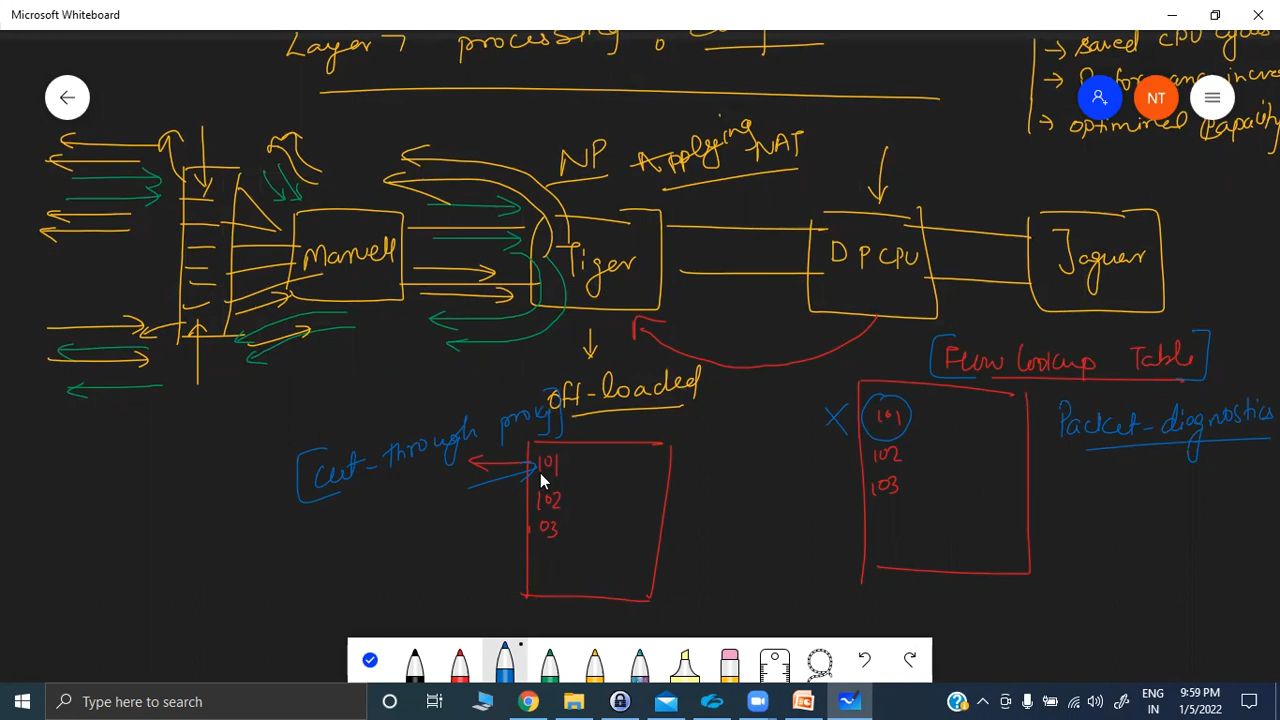 Microsoft Whiteboard
Layer 7 processing
→ saved CPU cycles
→
→ optimized
NT
NP Applying NAT
Marvell
Tiger
DPCPU
Jaguar
off-loaded
Flow lookup Table
[cut-through proxy]
101
102
03
X 101
102
103
Packet-diagnostics
Type here to search
ENG
IN
9:59 PM
1/5/2022